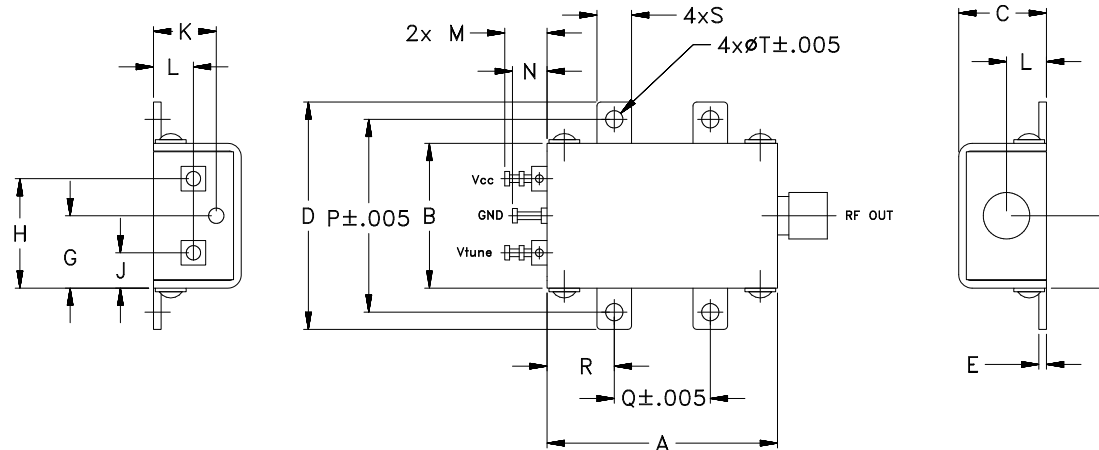 K
L
H
G
J
2x M
N
4xS
4xøT±.005
D
P±.005
B
Vcc
GND
Vtune
RF OUT
R
Q±.005
A
C
L
E